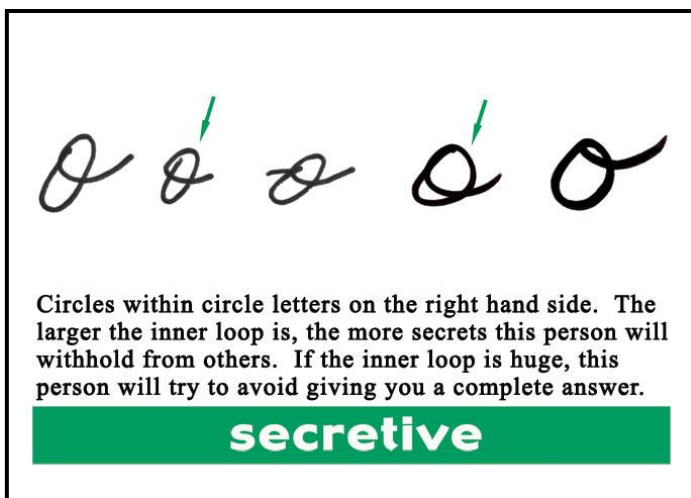 Circles within circle letters on the right hand side. The
larger the inner loop is, the more secrets this person will
withhold from others. If the inner loop is huge, this
person will try to avoid giving you a complete answer.
secretive